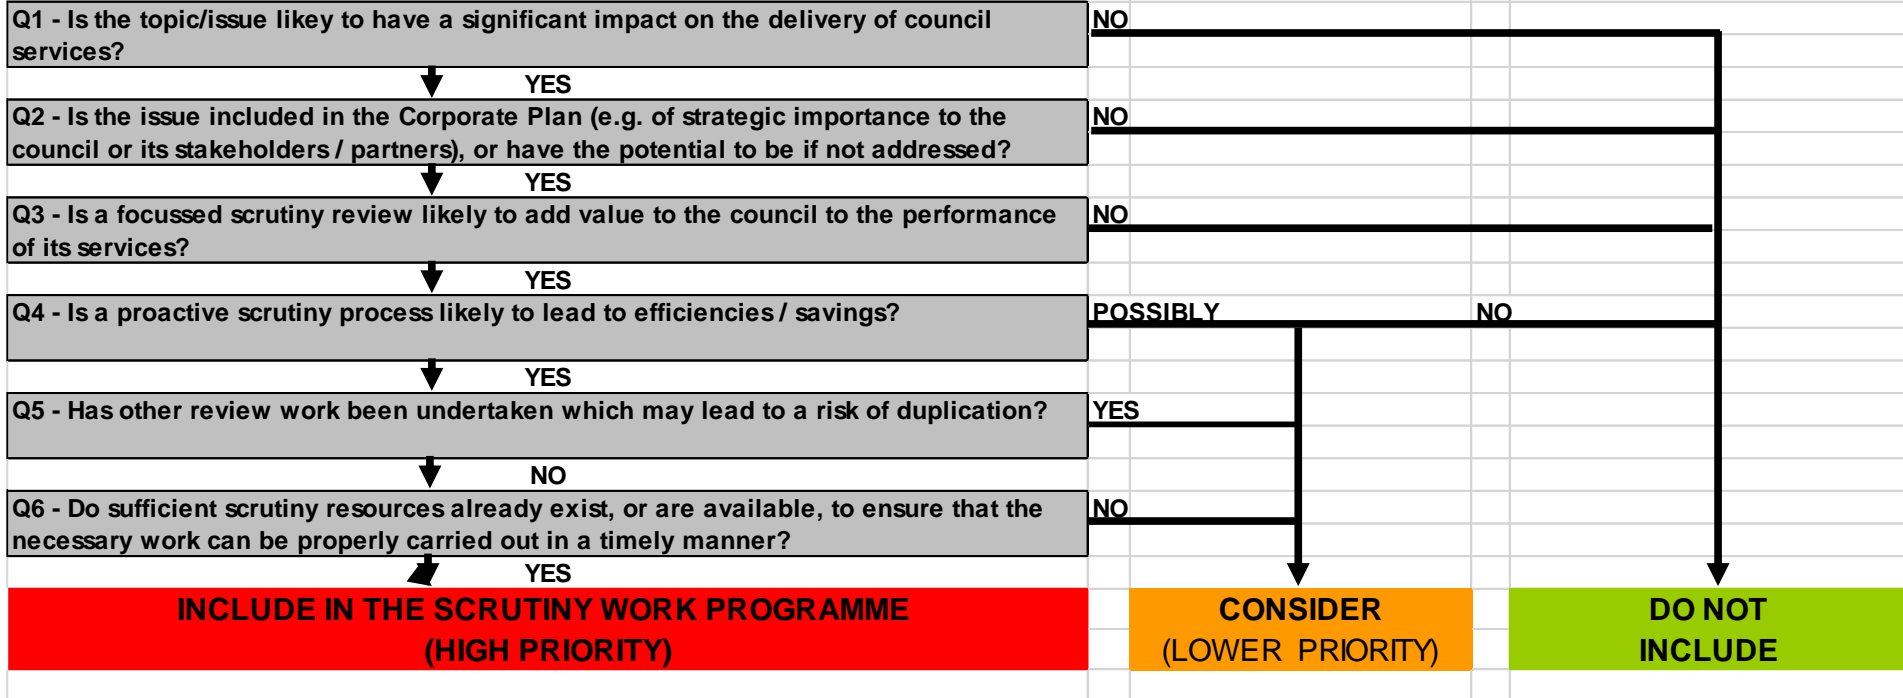 Q1 - Is the topic/issue likey to have a significant impact on the delivery of council
services?
NO
YES
Q2 - Is the issue included in the Corporate Plan (e.g. of strategic importance to the
council or its stakeholders / partners), or have the potential to be if not addressed?
NO
YES
Q3 - Is a focussed scrutiny review likely to add value to the council to the performance
of its services?
NO
YES
Q4 - Is a proactive scrutiny process likely to lead to efficiencies / savings?
POSSIBLY
NO
YES
Q5 - Has other review work been undertaken which may lead to a risk of duplication?
YES
NO
Q6 - Do sufficient scrutiny resources already exist, or are available, to ensure that the
necessary work can be properly carried out in a timely manner?
NO
YES
INCLUDE IN THE SCRUTINY WORK PROGRAMME
(HIGH PRIORITY)
CONSIDER
(LOWER PRIORITY)
DO NOT
INCLUDE